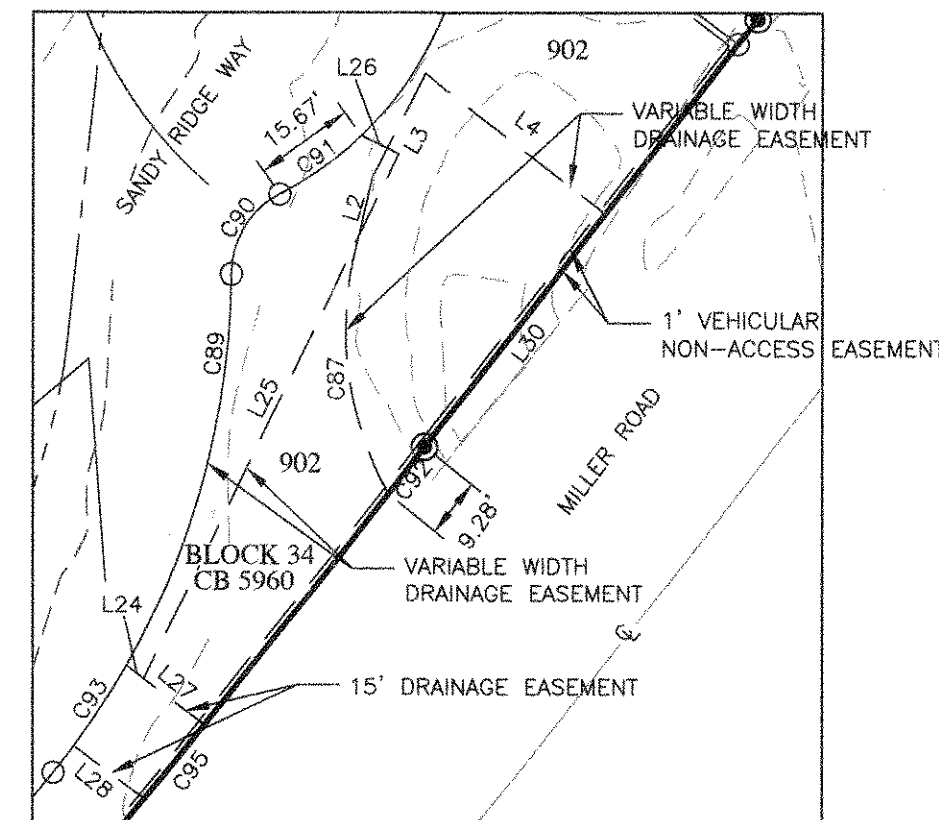 902
L26
15.67'
C91
L3
L4
VARIABLE WIDTH
DRAINAGE EASEMENT
SANDY RIDGE WAY
C90
L2
1' VEHICULAR
NON-ACCESS EASEMENT
C89
L30
C87
L25
902
MILLER ROAD
C92
9.28'
BLOCK 34
CB 5960
VARIABLE WIDTH
DRAINAGE EASEMENT
L24
℄
C93
L27
15' DRAINAGE EASEMENT
L28
C95